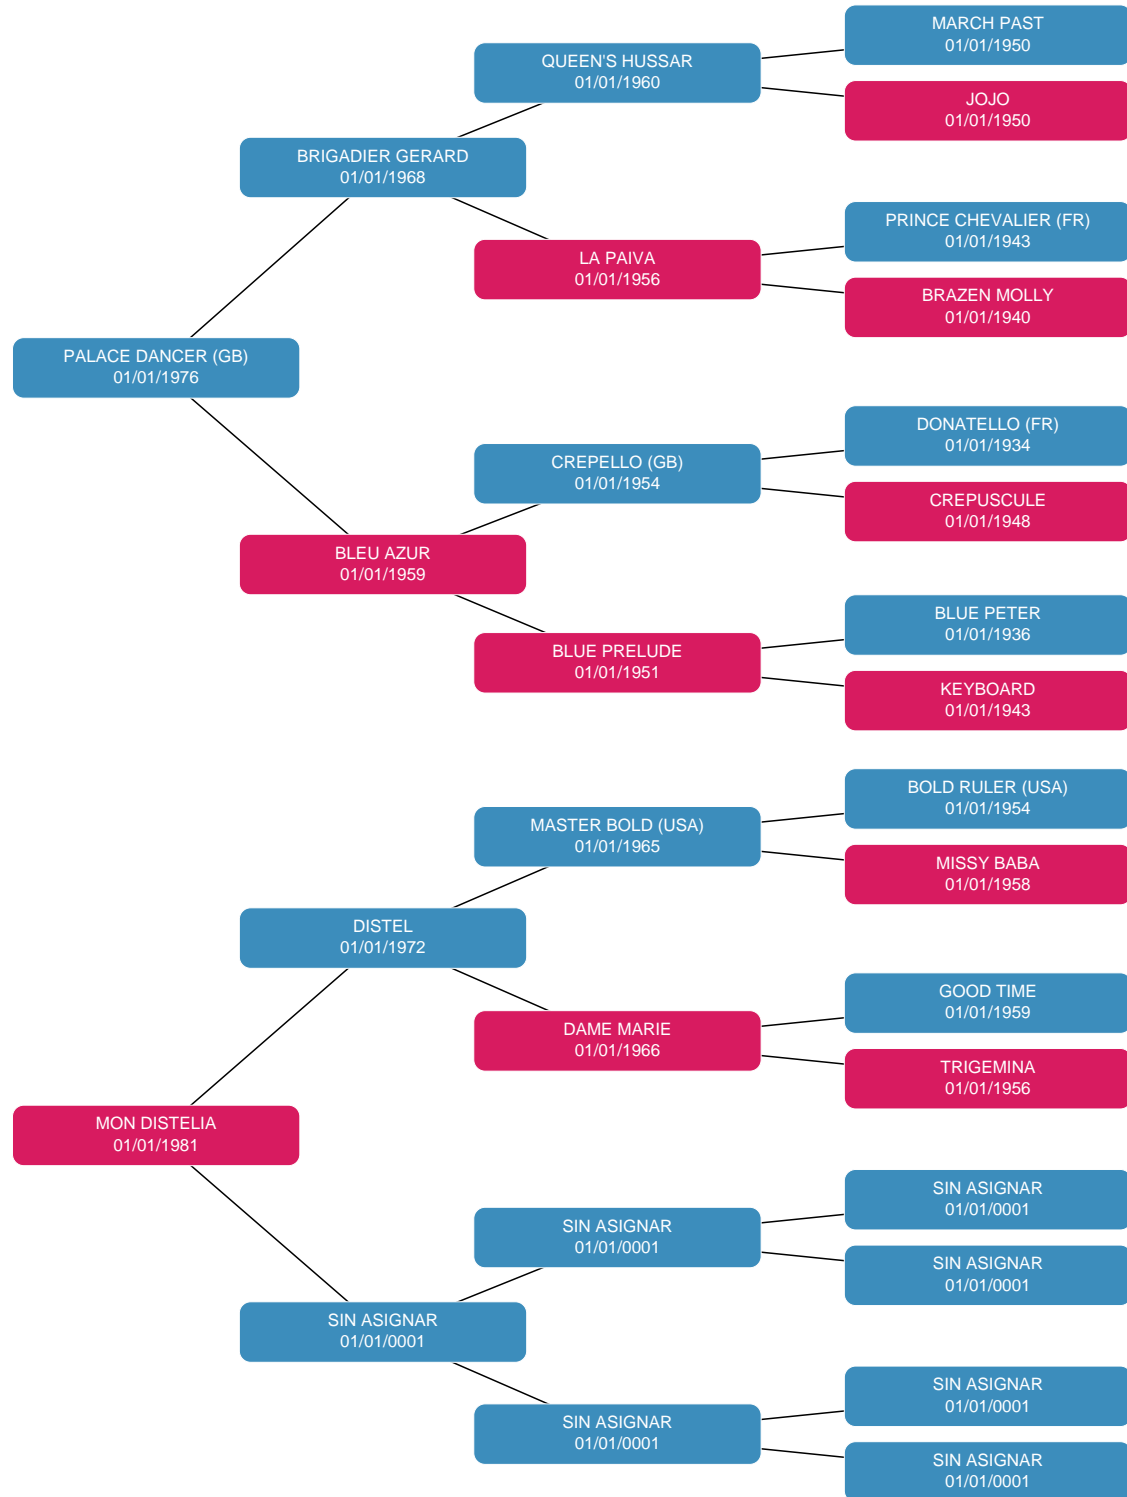 MARCH PAST
01/01/1950
QUEEN'S HUSSAR
01/01/1960
JOJO
01/01/1950
BRIGADIER GERARD
01/01/1968
PRINCE CHEVALIER (FR)
01/01/1943
LA PAIVA
01/01/1956
BRAZEN MOLLY
01/01/1940
PALACE DANCER (GB)
01/01/1976
DONATELLO (FR)
01/01/1934
CREPELLO (GB)
01/01/1954
CREPUSCULE
01/01/1948
BLEU AZUR
01/01/1959
BLUE PETER
01/01/1936
BLUE PRELUDE
01/01/1951
KEYBOARD
01/01/1943
BOLD RULER (USA)
01/01/1954
MASTER BOLD (USA)
01/01/1965
MISSY BABA
01/01/1958
DISTEL
01/01/1972
GOOD TIME
01/01/1959
DAME MARIE
01/01/1966
TRIGEMINA
01/01/1956
MON DISTELIA
01/01/1981
SIN ASIGNAR
01/01/0001
SIN ASIGNAR
01/01/0001
SIN ASIGNAR
01/01/0001
SIN ASIGNAR
01/01/0001
SIN ASIGNAR
01/01/0001
SIN ASIGNAR
01/01/0001
SIN ASIGNAR
01/01/0001